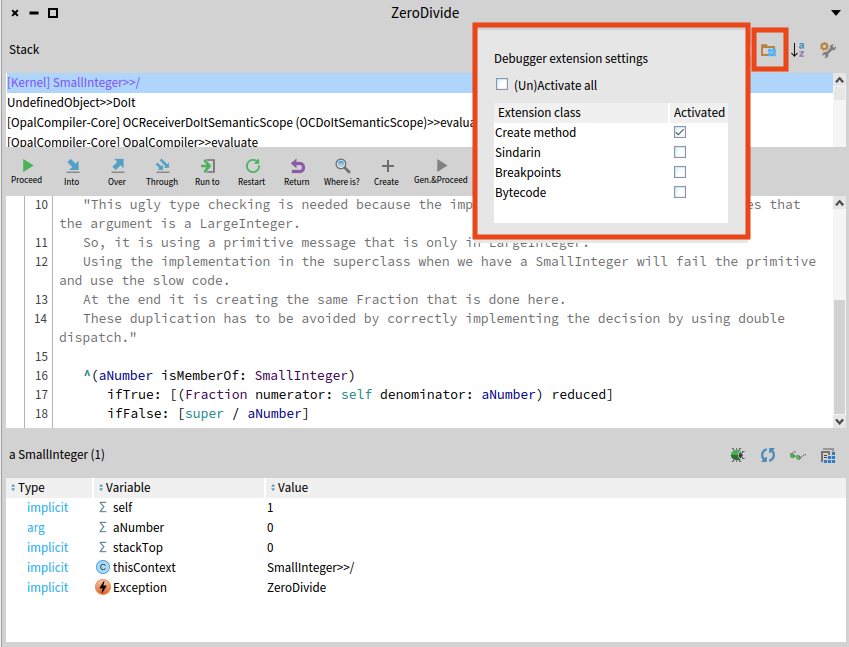 ZeroDivide
Stack
Debugger extension settings
(Un)Activate all
Extension class Activated
Create method
Sindarin
Breakpoints
Bytecode
[Kernel] SmallInteger>>/
UndefinedObject>>DoIt
[OpalCompiler-Core] OCReceiverDoItSemanticScope (OCDoItSemanticScope)>>evalua
[OpalCompiler-Core] OpalCompiler>>evaluate
Proceed Into Over Through Run to Restart Return Where is? Create Gen.&Proceed
10 "This ugly type checking is needed because the imp es that
the argument is a LargeInteger.
11 So, it is using a primitive message that is only in LargeInteger.
12 Using the implementation in the superclass when we have a SmallInteger will fail the primitive
and use the slow code.
13 At the end it is creating the same Fraction that is done here.
14 These duplication has to be avoided by correctly implementing the decision by using double
dispatch."
15
16 ^(aNumber isMemberOf: SmallInteger)
17 ifTrue: [(Fraction numerator: self denominator: aNumber) reduced]
18 ifFalse: [super / aNumber]
a SmallInteger (1)
Type Variable Value
implicit Σ self 1
arg Σ aNumber 0
implicit Σ stackTop 0
implicit C thisContext SmallInteger>>/
implicit Exception ZeroDivide